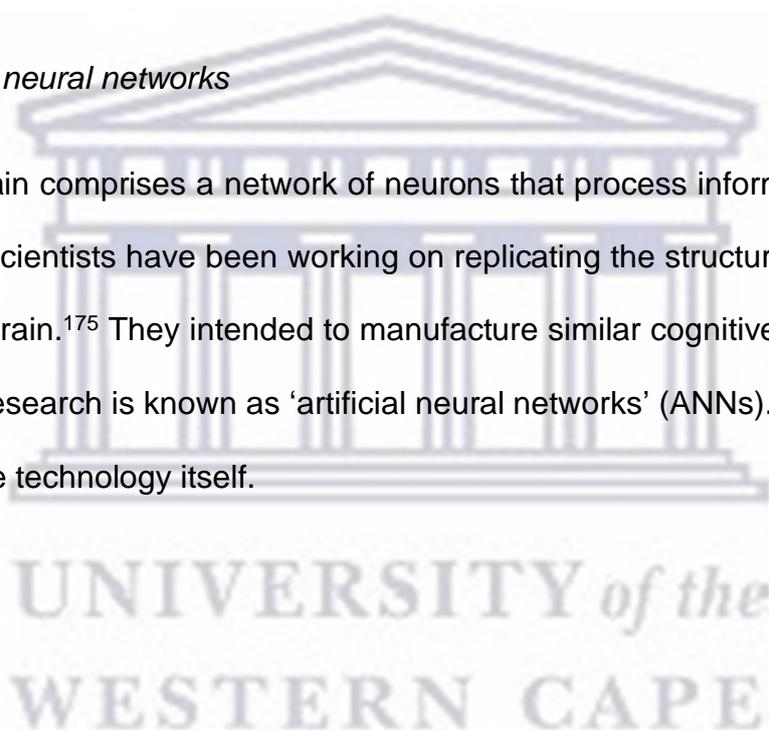 neural networks
ain comprises a network of neurons that process inforr
cientists have been working on replicating the structur
rain.¹⁷⁵ They intended to manufacture similar cognitive
esearch is known as ‘artificial neural networks’ (ANNs).
e technology itself.
UNIVERSITY of the
WESTERN CAPE